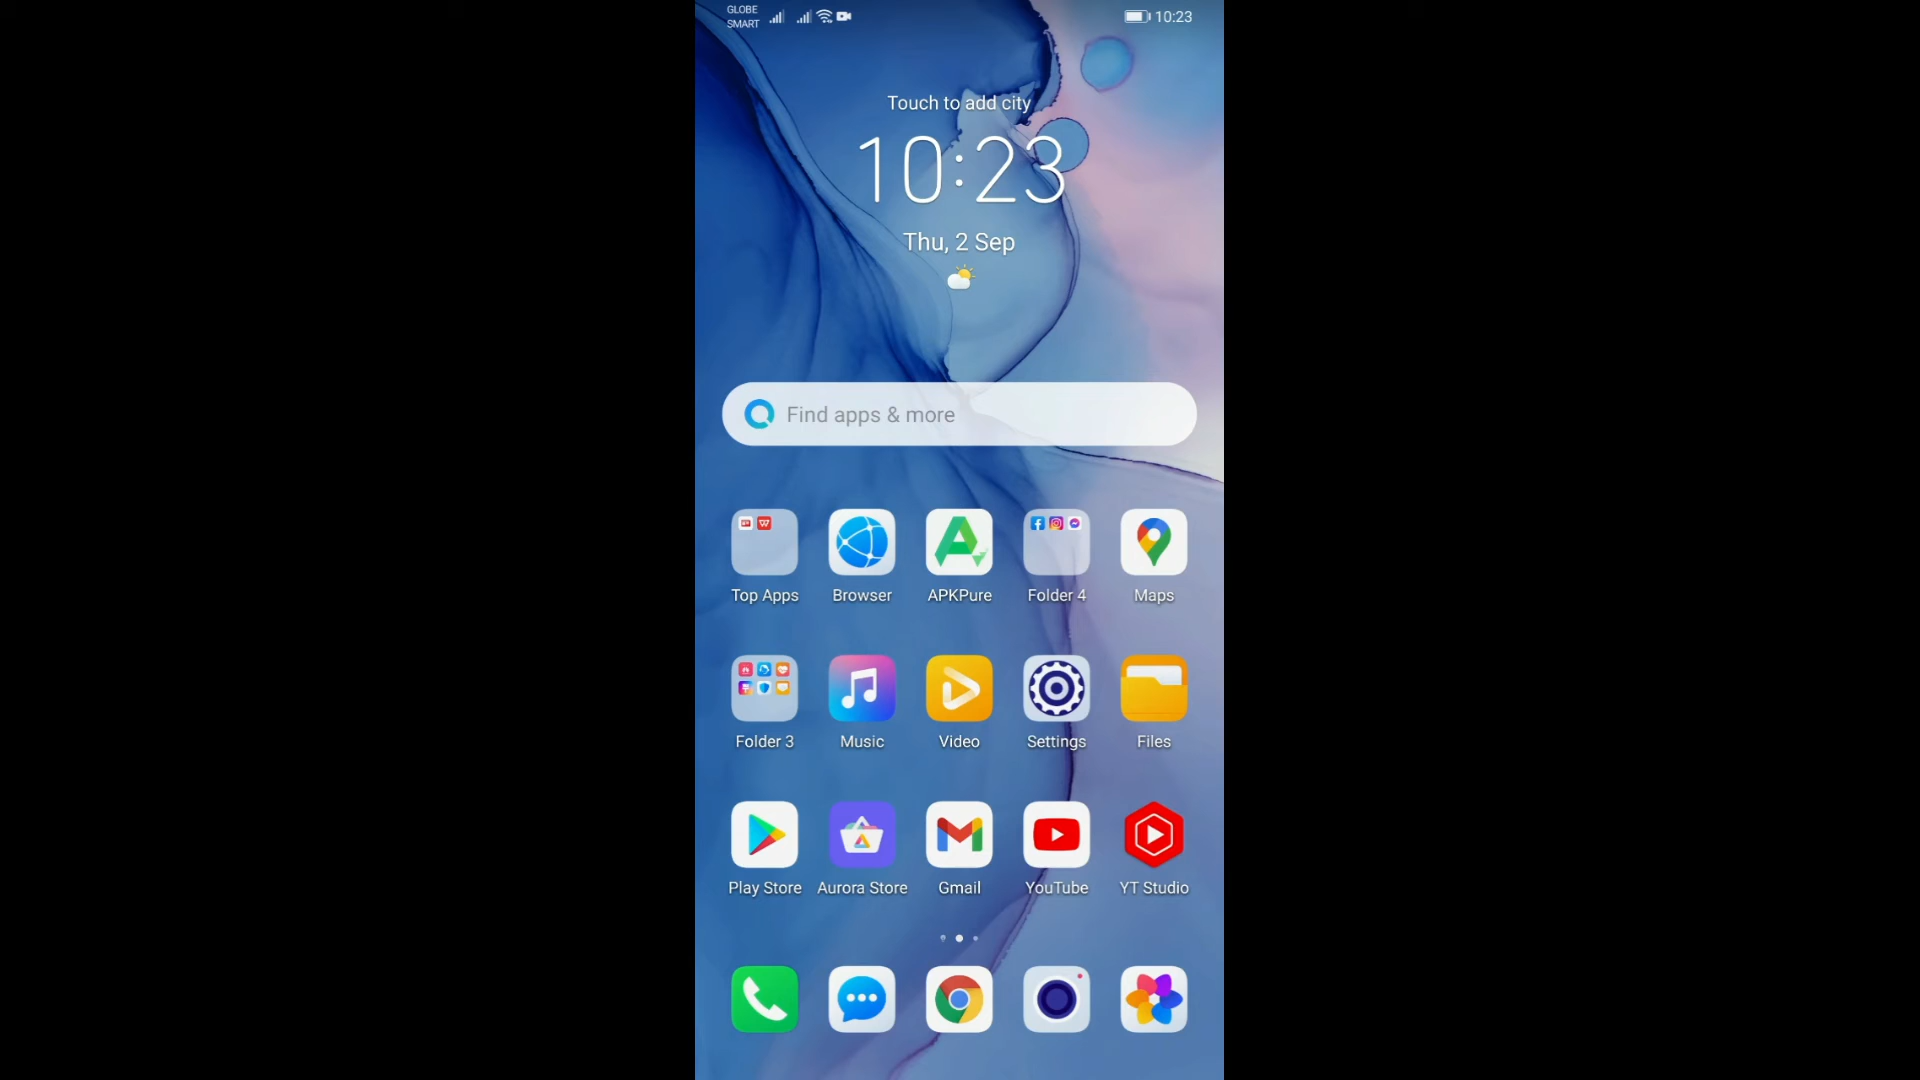 GLOBE
SMART
10:23
Touch to add city
10:23
Thu, 2 Sep
Find apps & more
Top Apps
Browser
APKPure
Folder 4
Maps
Folder 3
Music
Video
Settings
Files
Play Store
Aurora Store
Gmail
YouTube
YT Studio